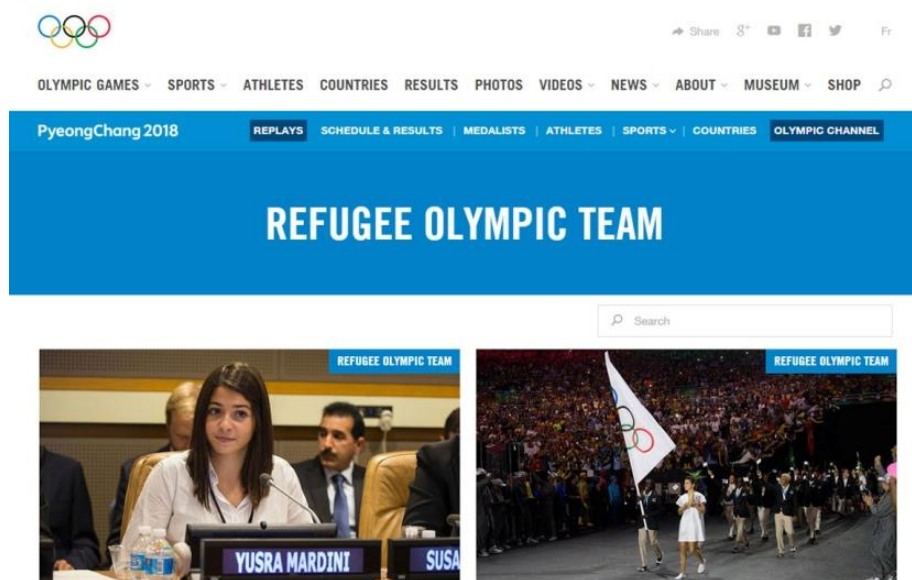 Share 8+ Fr
OLYMPIC GAMES SPORTS ATHLETES COUNTRIES RESULTS PHOTOS VIDEOS NEWS ABOUT MUSEUM SHOP
PyeongChang 2018 REPLAYS SCHEDULE & RESULTS | MEDALISTS | ATHLETES | SPORTS | COUNTRIES OLYMPIC CHANNEL
REFUGEE OLYMPIC TEAM
Search
REFUGEE OLYMPIC TEAM REFUGEE OLYMPIC TEAM
YUSRA MARDINI SUSA